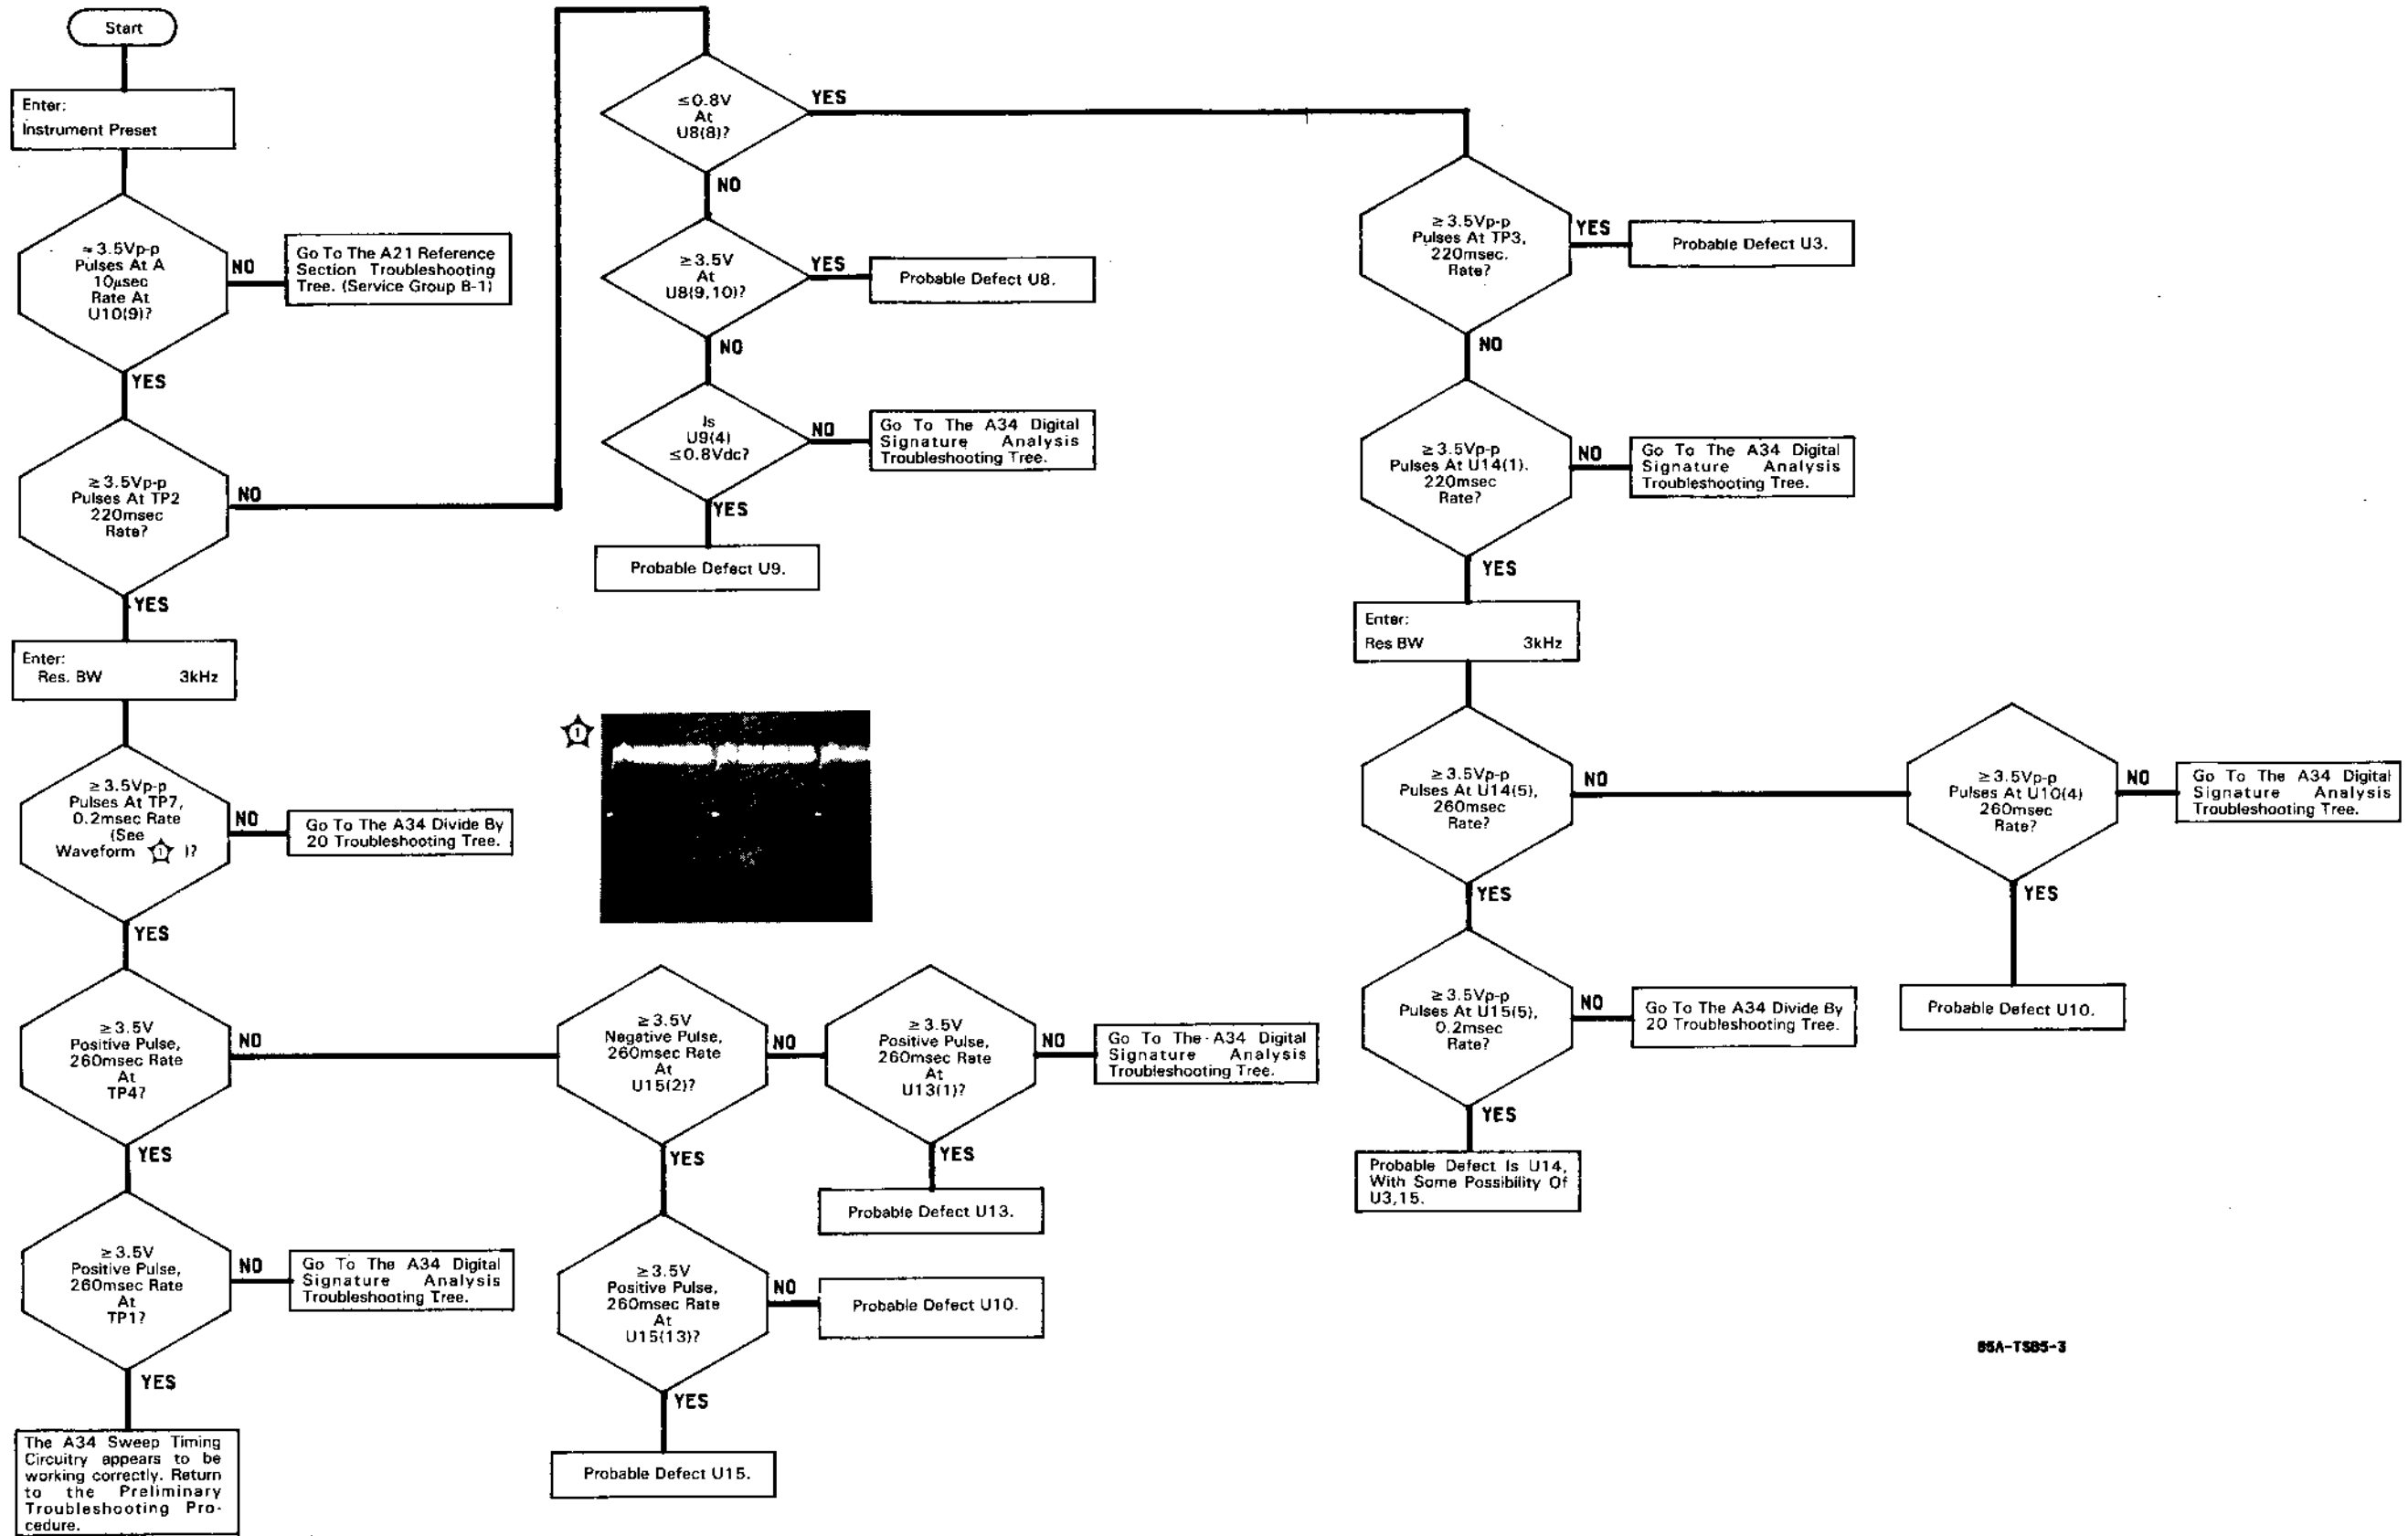 Start
Enter:
Instrument Preset
≈ 3.5Vp-p
Pulses At A
10µsec
Rate At
U10(9)?
NO
Go To The A21 Reference
Section Troubleshooting
Tree. (Service Group B-1)
YES
≥ 3.5Vp-p
Pulses At TP2
220msec
Rate?
NO
YES
Enter:
Res. BW 3kHz
≥ 3.5Vp-p
Pulses At TP7,
0.2msec Rate
(See
Waveform 1 )?
NO
Go To The A34 Divide By
20 Troubleshooting Tree.
YES
≥ 3.5V
Positive Pulse,
260msec Rate
At
TP4?
NO
YES
≥ 3.5V
Positive Pulse,
260msec Rate
At
TP1?
NO
Go To The A34 Digital
Signature Analysis
Troubleshooting Tree.
YES
The A34 Sweep Timing
Circuitry appears to be
working correctly. Return
to the Preliminary
Troubleshooting Pro-
cedure.
≤0.8V
At
U8(8)?
YES
NO
≥3.5V
At
U8(9,10)?
YES
Probable Defect U8.
NO
Is
U9(4)
≤0.8Vdc?
NO
Go To The A34 Digital
Signature Analysis
Troubleshooting Tree.
YES
Probable Defect U9.
1
≥ 3.5V
Negative Pulse,
260msec Rate
At
U15(2)?
NO
≥ 3.5V
Positive Pulse,
260msec Rate
At
U13(1)?
NO
Go To The A34 Digital
Signature Analysis
Troubleshooting Tree.
YES
Probable Defect U13.
YES
≥ 3.5V
Positive Pulse,
260msec Rate
At
U15(13)?
NO
Probable Defect U10.
YES
Probable Defect U15.
≥ 3.5Vp-p
Pulses At TP3,
220msec.
Rate?
YES
Probable Defect U3.
NO
≥ 3.5Vp-p
Pulses At U14(1).
220msec
Rate?
NO
Go To The A34 Digital
Signature Analysis
Troubleshooting Tree.
YES
Enter:
Res BW 3kHz
≥ 3.5Vp-p
Pulses At U14(5),
260msec
Rate?
NO
≥ 3.5Vp-p
Pulses At U10(4)
260msec
Rate?
NO
Go To The A34 Digital
Signature Analysis
Troubleshooting Tree.
YES
Probable Defect U10.
YES
≥ 3.5Vp-p
Pulses At U15(5),
0.2msec
Rate?
NO
Go To The A34 Divide By
20 Troubleshooting Tree.
YES
Probable Defect Is U14,
With Some Possibility Of
U3,15.
85A-TSB5-3